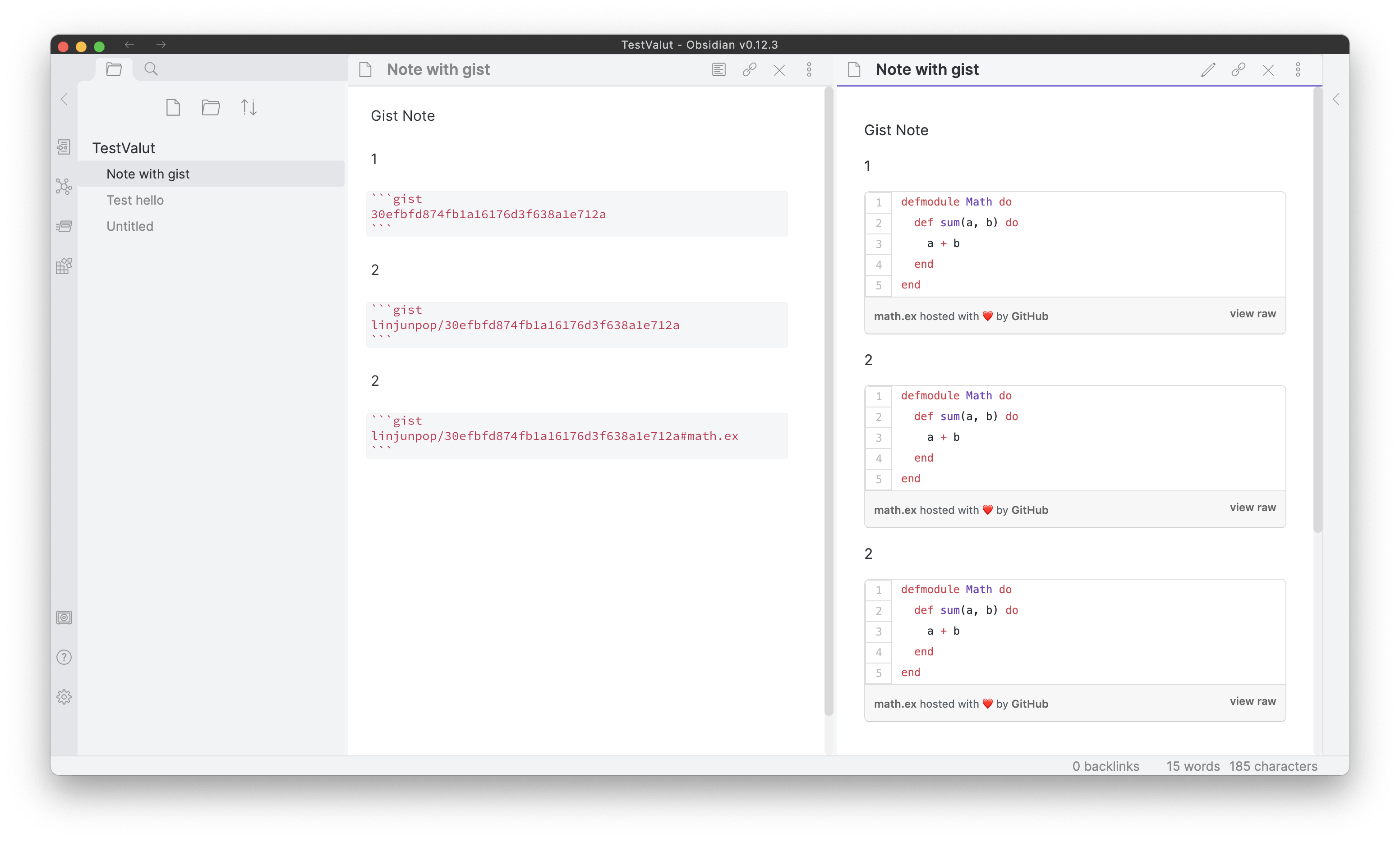 TestValut - Obsidian v0.12.3
TestValut
Note with gist
Test hello
Untitled
Note with gist
Gist Note
1
```gist
30efbfd874fb1a16176d3f638a1e712a
```
2
```gist
linjunpop/30efbfd874fb1a16176d3f638a1e712a
```
2
```gist
linjunpop/30efbfd874fb1a16176d3f638a1e712a#math.ex
```
Note with gist
Gist Note
1
1 defmodule Math do
2 def sum(a, b) do
3 a + b
4 end
5 end
math.ex hosted with ❤ by GitHub view raw
2
1 defmodule Math do
2 def sum(a, b) do
3 a + b
4 end
5 end
math.ex hosted with ❤ by GitHub view raw
2
1 defmodule Math do
2 def sum(a, b) do
3 a + b
4 end
5 end
math.ex hosted with ❤ by GitHub view raw
0 backlinks 15 words 185 characters